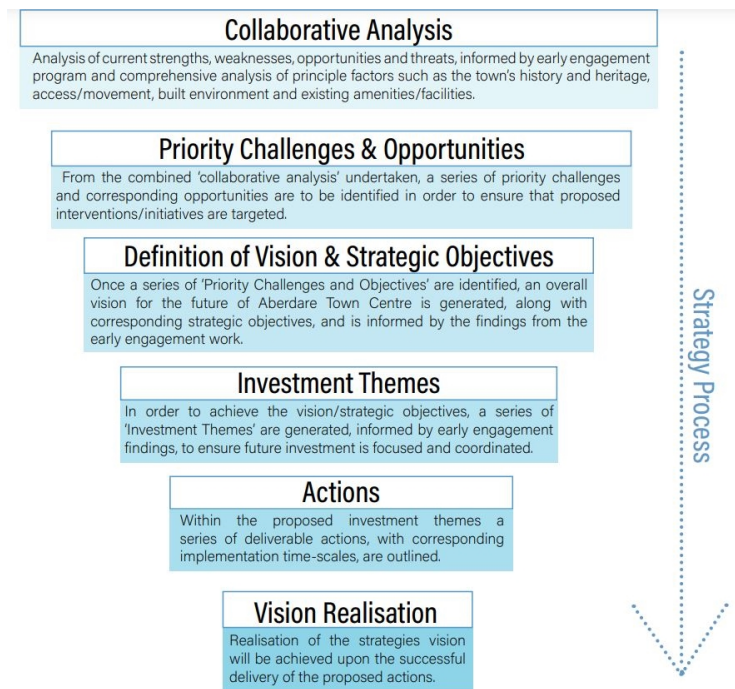 Collaborative Analysis
Analysis of current strengths, weaknesses, opportunities and threats, informed by early engagement
program and comprehensive analysis of principle factors such as the town's history and heritage,
access/movement, built environment and existing amenities/facilities.
Priority Challenges & Opportunities
From the combined 'collaborative analysis' undertaken, a series of priority challenges
and corresponding opportunities are to be identified in order to ensure that proposed
interventions/initiatives are targeted.
Definition of Vision & Strategic Objectives
Once a series of 'Priority Challenges and Objectives' are identified, an overall
vision for the future of Aberdare Town Centre is generated, along with
corresponding strategic objectives, and is informed by the findings from the
early engagement work.
Investment Themes
In order to achieve the vision/strategic objectives, a series of
'Investment Themes' are generated, informed by early engagement
findings, to ensure future investment is focused and coordinated.
Actions
Within the proposed investment themes a
series of deliverable actions, with corresponding
implementation time-scales, are outlined.
Vision Realisation
Realisation of the strategies vision
will be achieved upon the successful
delivery of the proposed actions.
Strategy Process